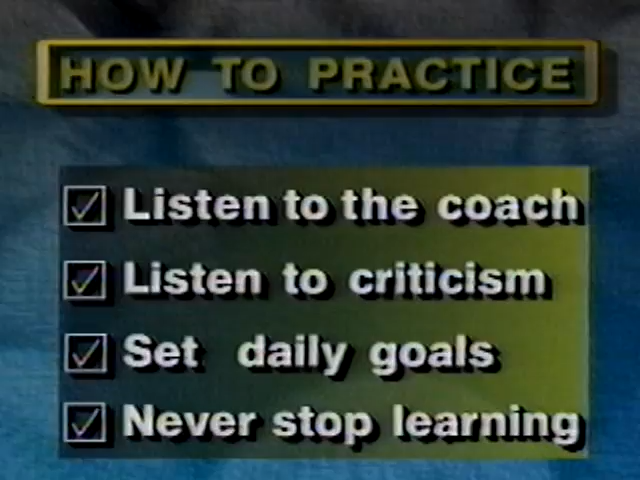 HOW TO PRACTICE
Listen to the coach
Listen to criticism
Set daily goals
Never stop learning